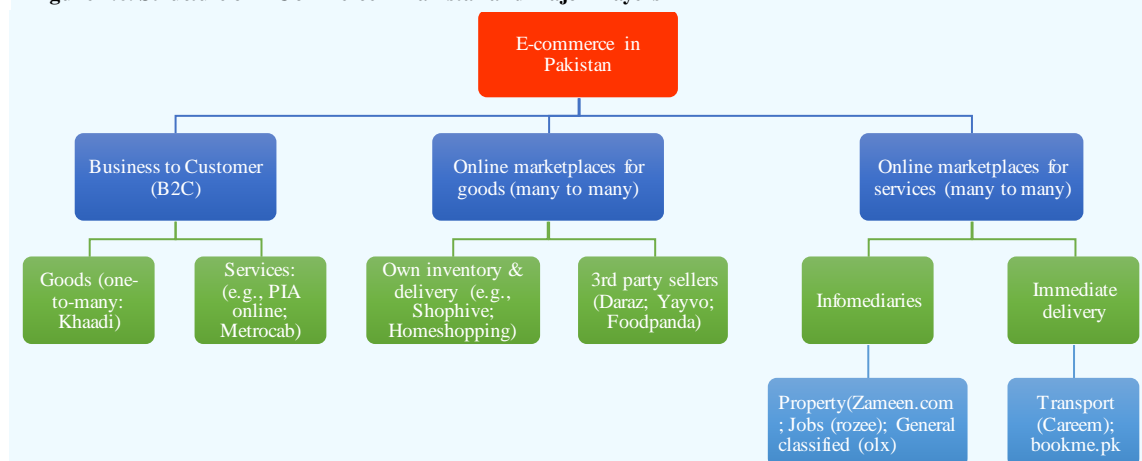 E-commerce in
Pakistan
Business to Customer
(B2C)
Online marketplaces for
goods (many to many)
Online marketplaces for
services (many to many)
Goods (one-
to-many:
Khaadi)
Services:
(e.g., PIA
online;
Metrocab)
Own inventory &
delivery (e.g.,
Shophive;
Homeshopping)
3rd party sellers
(Daraz; Yayvo;
Foodpanda)
Infomediaries
Immediate
delivery
Property(Zameen.com
; Jobs (rozee); General
classified (olx)
Transport
(Careem);
bookme.pk